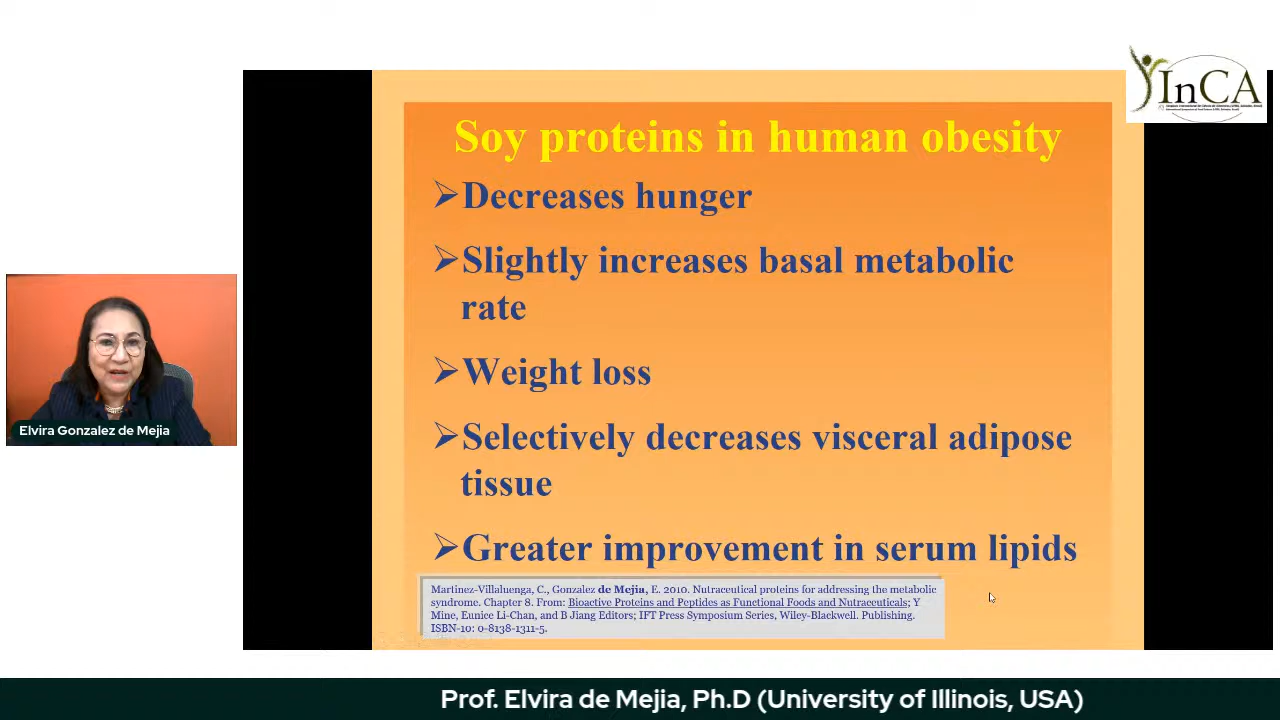 InCA
Soy proteins in human obesity
➢Decreases hunger
➢Slightly increases basal metabolic
rate
➢Weight loss
➢Selectively decreases visceral adipose
tissue
➢Greater improvement in serum lipids
Martinez-Villaluenga, C., Gonzalez de Mejia, E. 2010. Nutraceutical proteins for addressing the metabolic
syndrome. Chapter 8. From: Bioactive Proteins and Peptides as Functional Foods and Nutraceuticals; Y
Mine, Eunice Li-Chan, and B Jiang Editors; IFT Press Symposium Series, Wiley-Blackwell. Publishing.
ISBN-10: 0-8138-1311-5.
Elvira Gonzalez de Mejia
Prof. Elvira de Mejia, Ph.D (University of Illinois, USA)